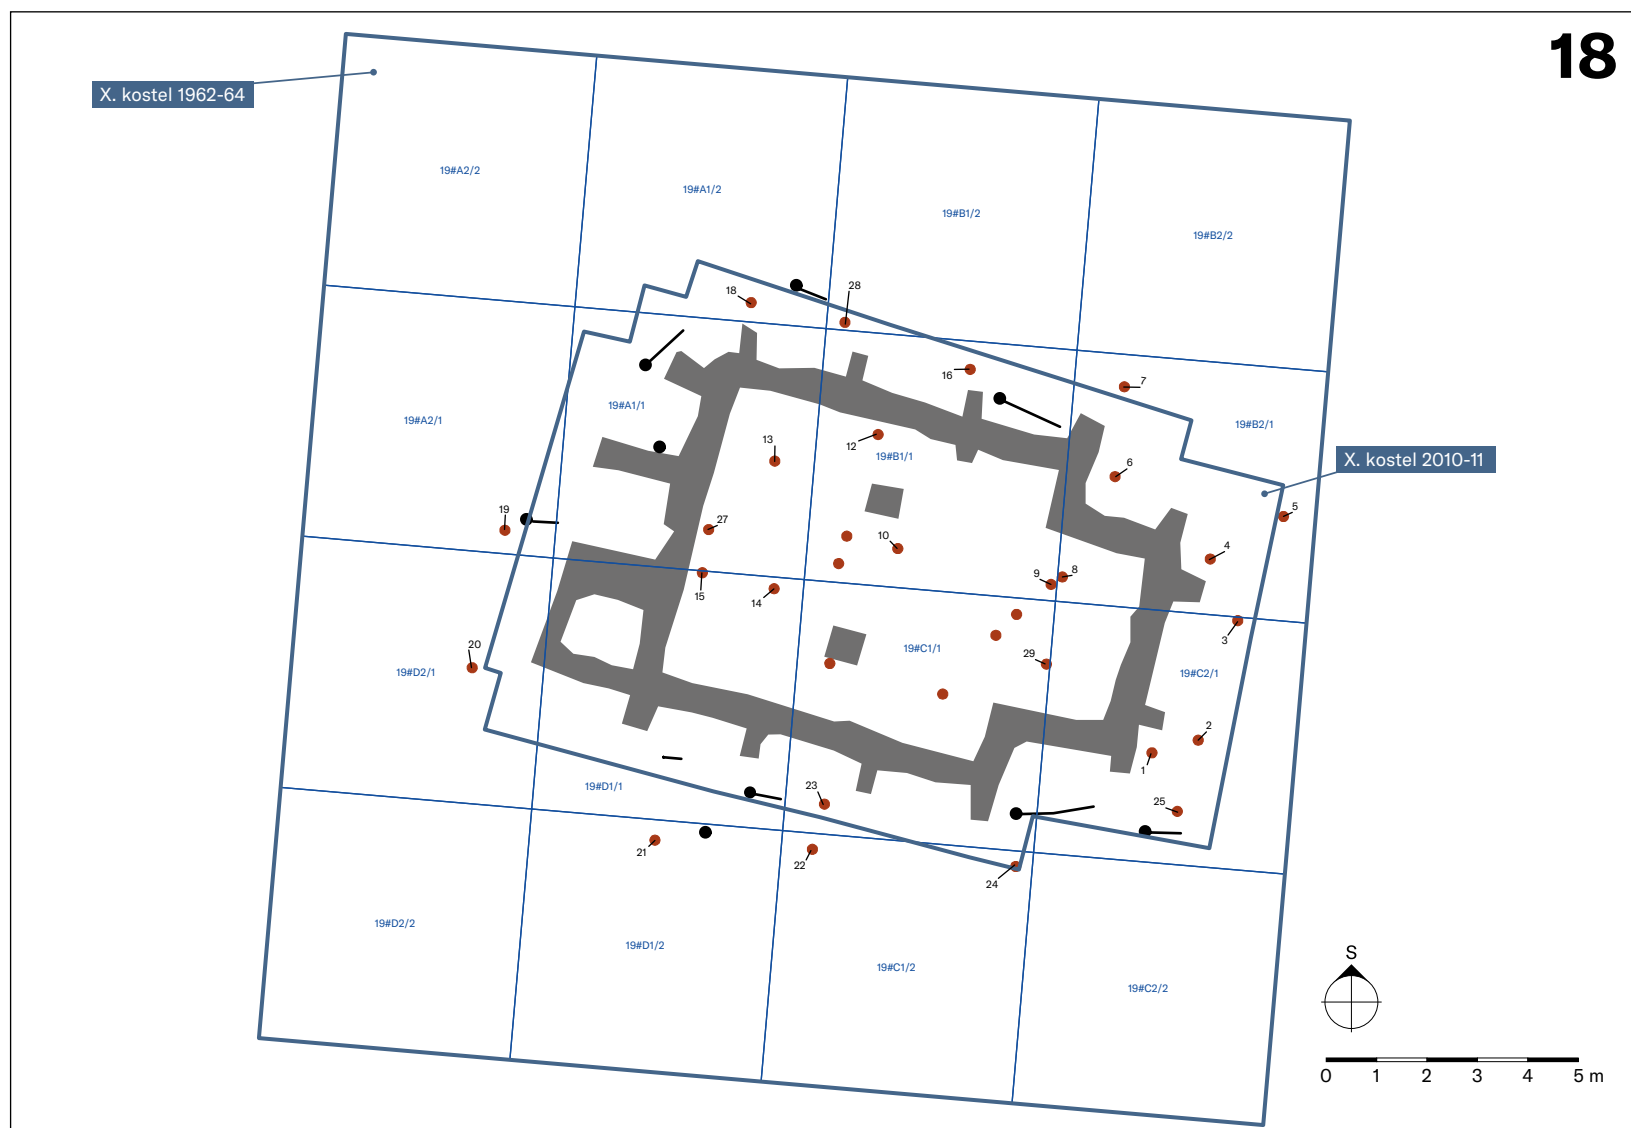 18
X. kostel 1962-64
19#A2/2
19#A1/2
19#B1/2
19#B2/2
18
28
16
7
19#A2/1
19#A1/1
19#B2/1
13
12
19#B1/1
6
X. kostel 2010-11
19
27
10
5
4
9
8
15
14
3
20
19#D2/1
19#C1/1
29
19#C2/1
2
1
19#D1/1
23
25
21
22
24
19#D2/2
19#D1/2
19#C1/2
19#C2/2
S
0 1 2 3 4 5 m